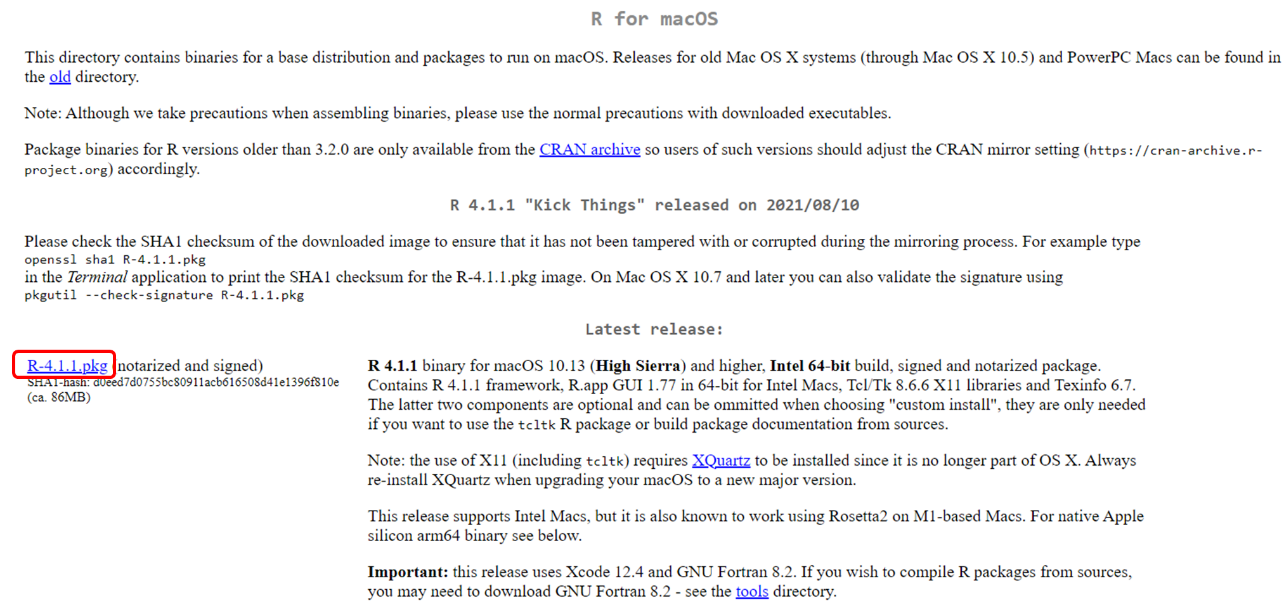 R for macOS
This directory contains binaries for a base distribution and packages to run on macOS. Releases for old Mac OS X systems (through Mac OS X 10.5) and PowerPC Macs can be found in
the old directory.
Note: Although we take precautions when assembling binaries, please use the normal precautions with downloaded executables.
Package binaries for R versions older than 3.2.0 are only available from the CRAN archive so users of such versions should adjust the CRAN mirror setting (https://cran-archive.r-
project.org) accordingly.
R 4.1.1 "Kick Things" released on 2021/08/10
Please check the SHA1 checksum of the downloaded image to ensure that it has not been tampered with or corrupted during the mirroring process. For example type
openssl sha1 R-4.1.1.pkg
in the Terminal application to print the SHA1 checksum for the R-4.1.1.pkg image. On Mac OS X 10.7 and later you can also validate the signature using
pkgutil --check-signature R-4.1.1.pkg
Latest release:
R-4.1.1.pkg (notarized and signed)
SHA1-hash: d0eed7d0755bc80911acb616508d41e1396f810e
(ca. 86MB)
R 4.1.1 binary for macOS 10.13 (High Sierra) and higher, Intel 64-bit build, signed and notarized package.
Contains R 4.1.1 framework, R.app GUI 1.77 in 64-bit for Intel Macs, Tcl/Tk 8.6.6 X11 libraries and Texinfo 6.7.
The latter two components are optional and can be ommitted when choosing "custom install", they are only needed
if you want to use the tcltk R package or build package documentation from sources.
Note: the use of X11 (including tcltk) requires XQuartz to be installed since it is no longer part of OS X. Always
re-install XQuartz when upgrading your macOS to a new major version.
This release supports Intel Macs, but it is also known to work using Rosetta2 on M1-based Macs. For native Apple
silicon arm64 binary see below.
Important: this release uses Xcode 12.4 and GNU Fortran 8.2. If you wish to compile R packages from sources,
you may need to download GNU Fortran 8.2 - see the tools directory.